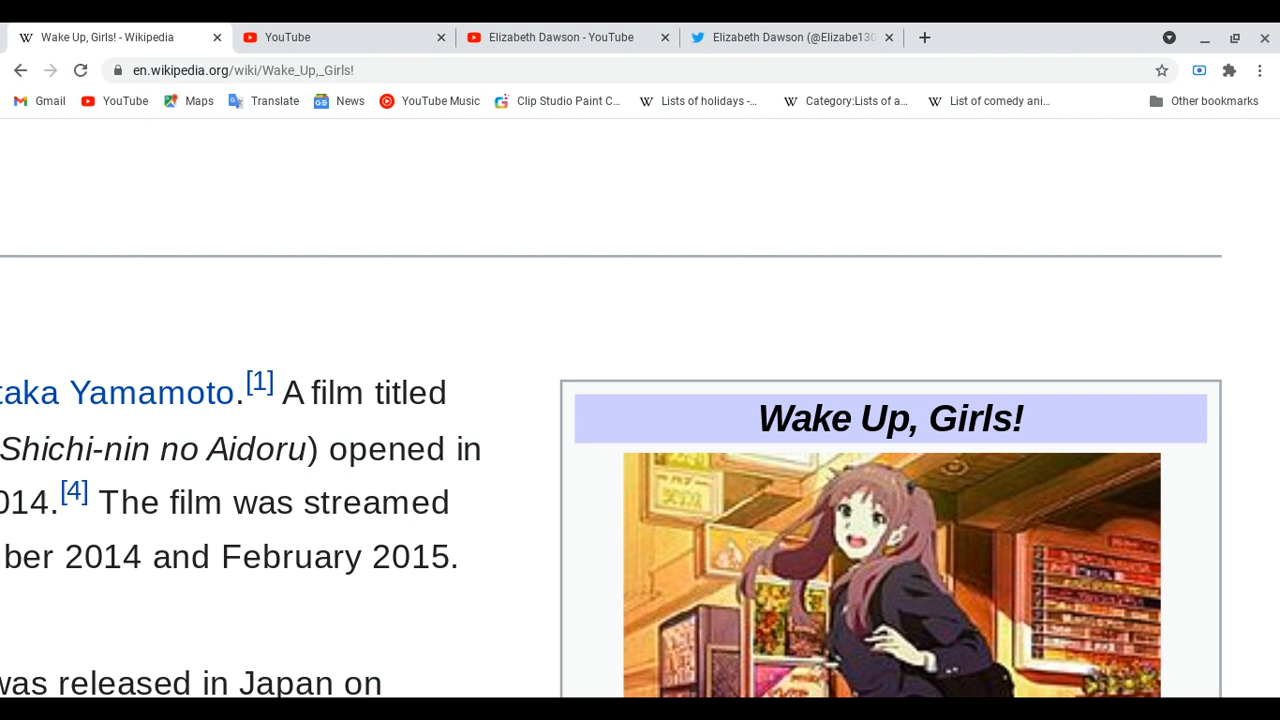 Wake Up, Girls! - Wikipedia
YouTube
Elizabeth Dawson - YouTube
Elizabeth Dawson (@Elizabe130
en.wikipedia.org/wiki/Wake_Up,_Girls!
Gmail
YouTube
Maps
Translate
News
YouTube Music
Clip Studio Paint C...
Lists of holidays -...
Category:Lists of a...
List of comedy ani...
Other bookmarks
taka Yamamoto.[1] A film titled
Shichi-nin no Aidoru) opened in
014.[4] The film was streamed
ber 2014 and February 2015.
was released in Japan on
Wake Up, Girls!